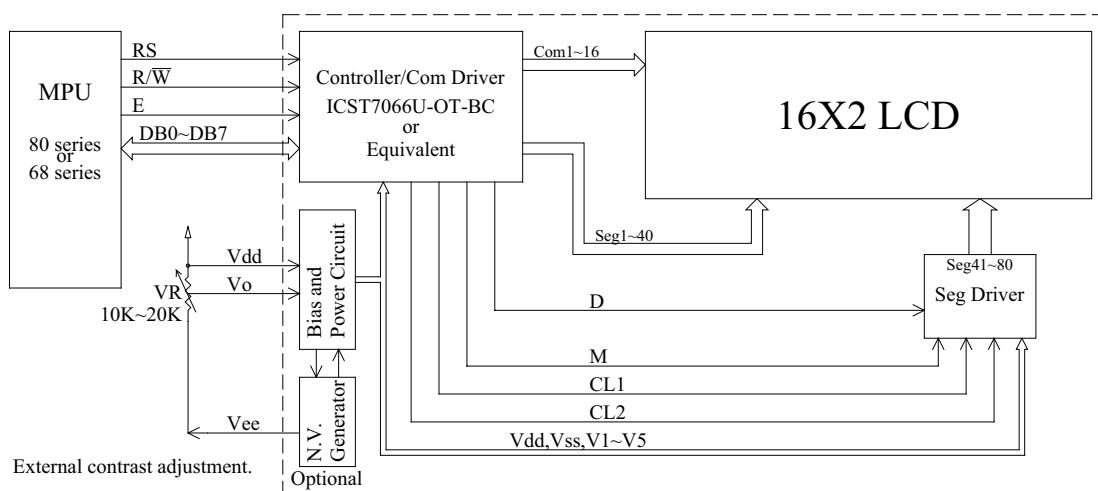 MPU
80 series
or
68 series
RS
R/W̅
E
DB0~DB7
Controller/Com Driver
ICST7066U-OT-BC
or
Equivalent
Com1~16
16X2 LCD
Seg1~40
Seg41~80
Seg Driver
Vdd
Vo
VR
10K~20K
Bias and
Power Circuit
D
M
CL1
CL2
Vdd,Vss,V1~V5
Vee
N.V.
Generator
Optional
External contrast adjustment.